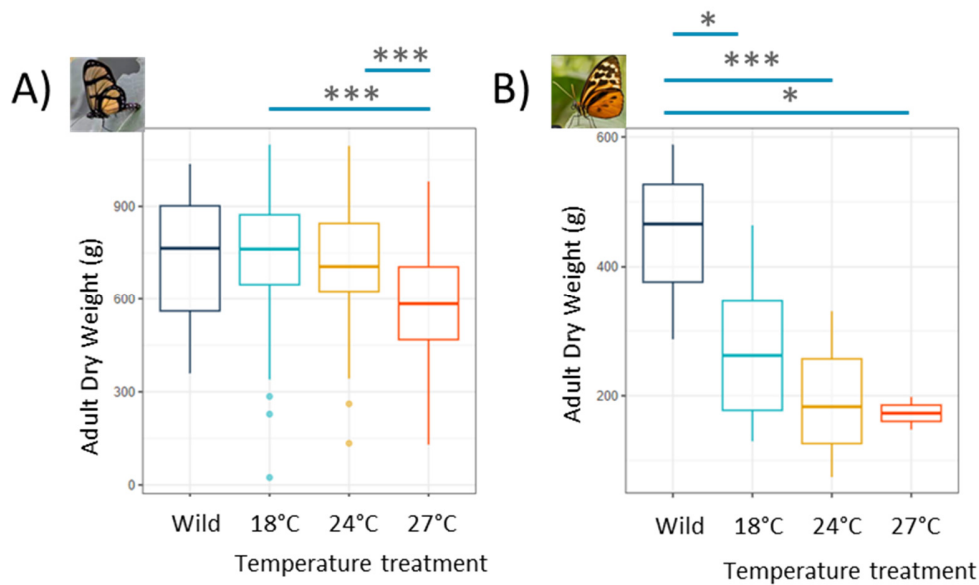 A)
***
***
Adult Dry Weight (g)
900
600
300
0
Wild 18°C 24°C 27°C
Temperature treatment
B)
*
***
*
Adult Dry Weight (g)
600
400
200
Wild 18°C 24°C 27°C
Temperature treatment